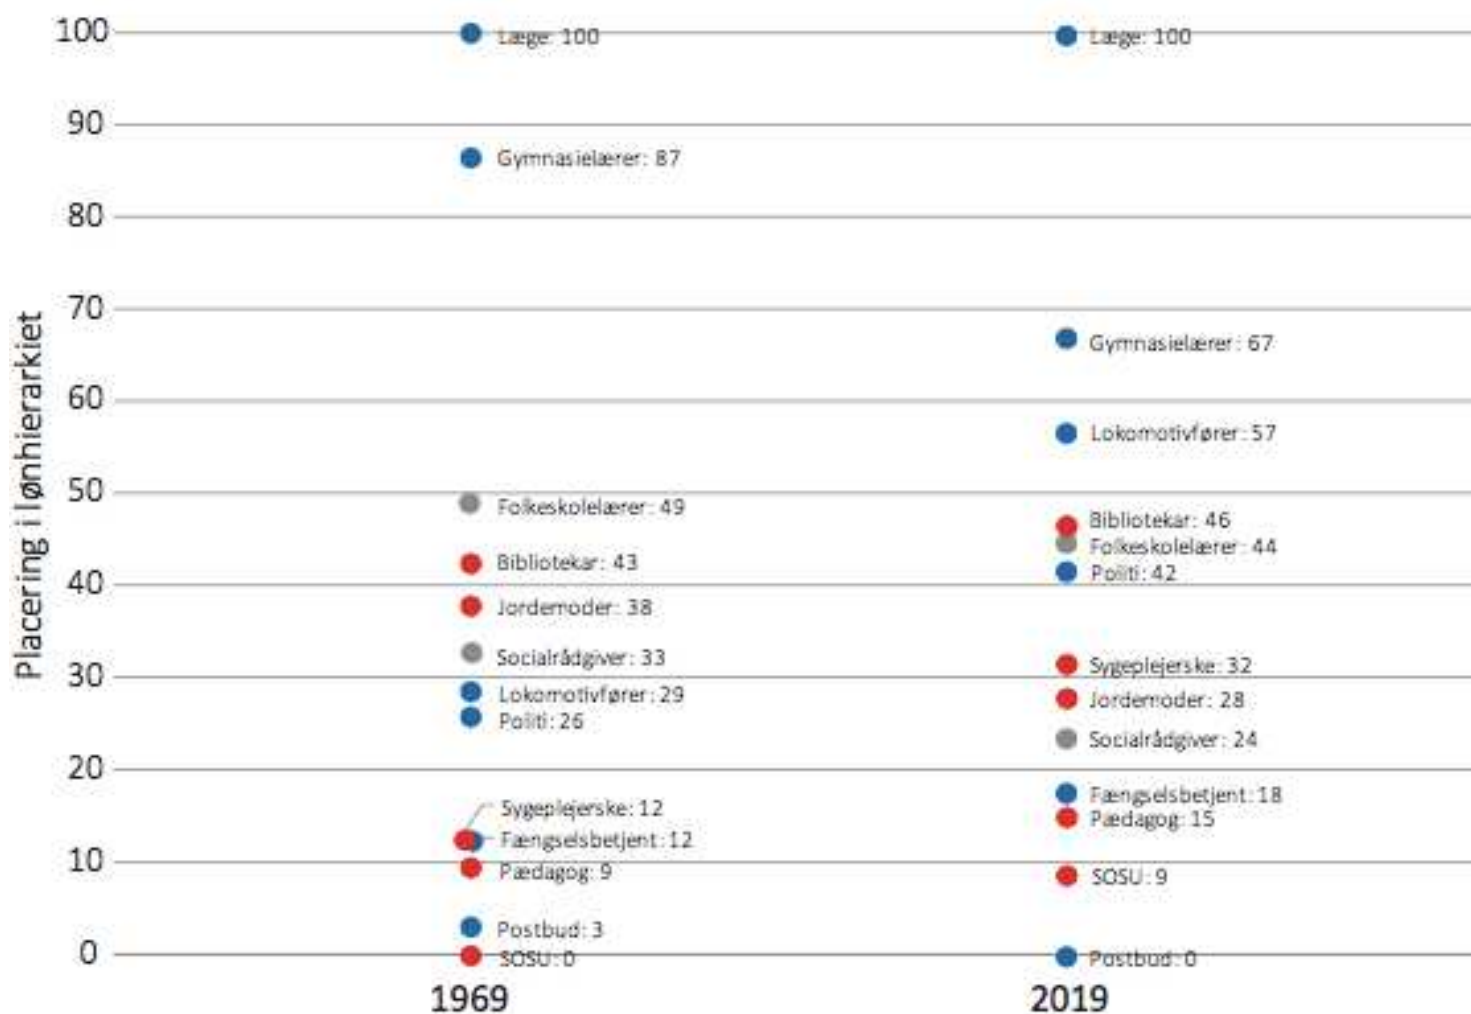 Placering i lønhierarkiet
100
90
80
70
60
50
40
30
20
10
0
Læge: 100
Gymnasielærer: 87
Folkeskolelærer: 49
Bibliotekar: 43
Jordemoder: 38
Socialrådgiver: 33
Lokomotivfører: 29
Politi: 26
Sygeplejerske: 12
Fængselsbetjent: 12
Pædagog: 9
Postbud: 3
SOSU: 0
1969
Læge: 100
Gymnasielærer: 67
Lokomotivfører: 57
Bibliotekar: 46
Folkeskolelærer: 44
Politi: 42
Sygeplejerske: 32
Jordemoder: 28
Socialrådgiver: 24
Fængselsbetjent: 18
Pædagog: 15
SOSU: 9
Postbud: 0
2019